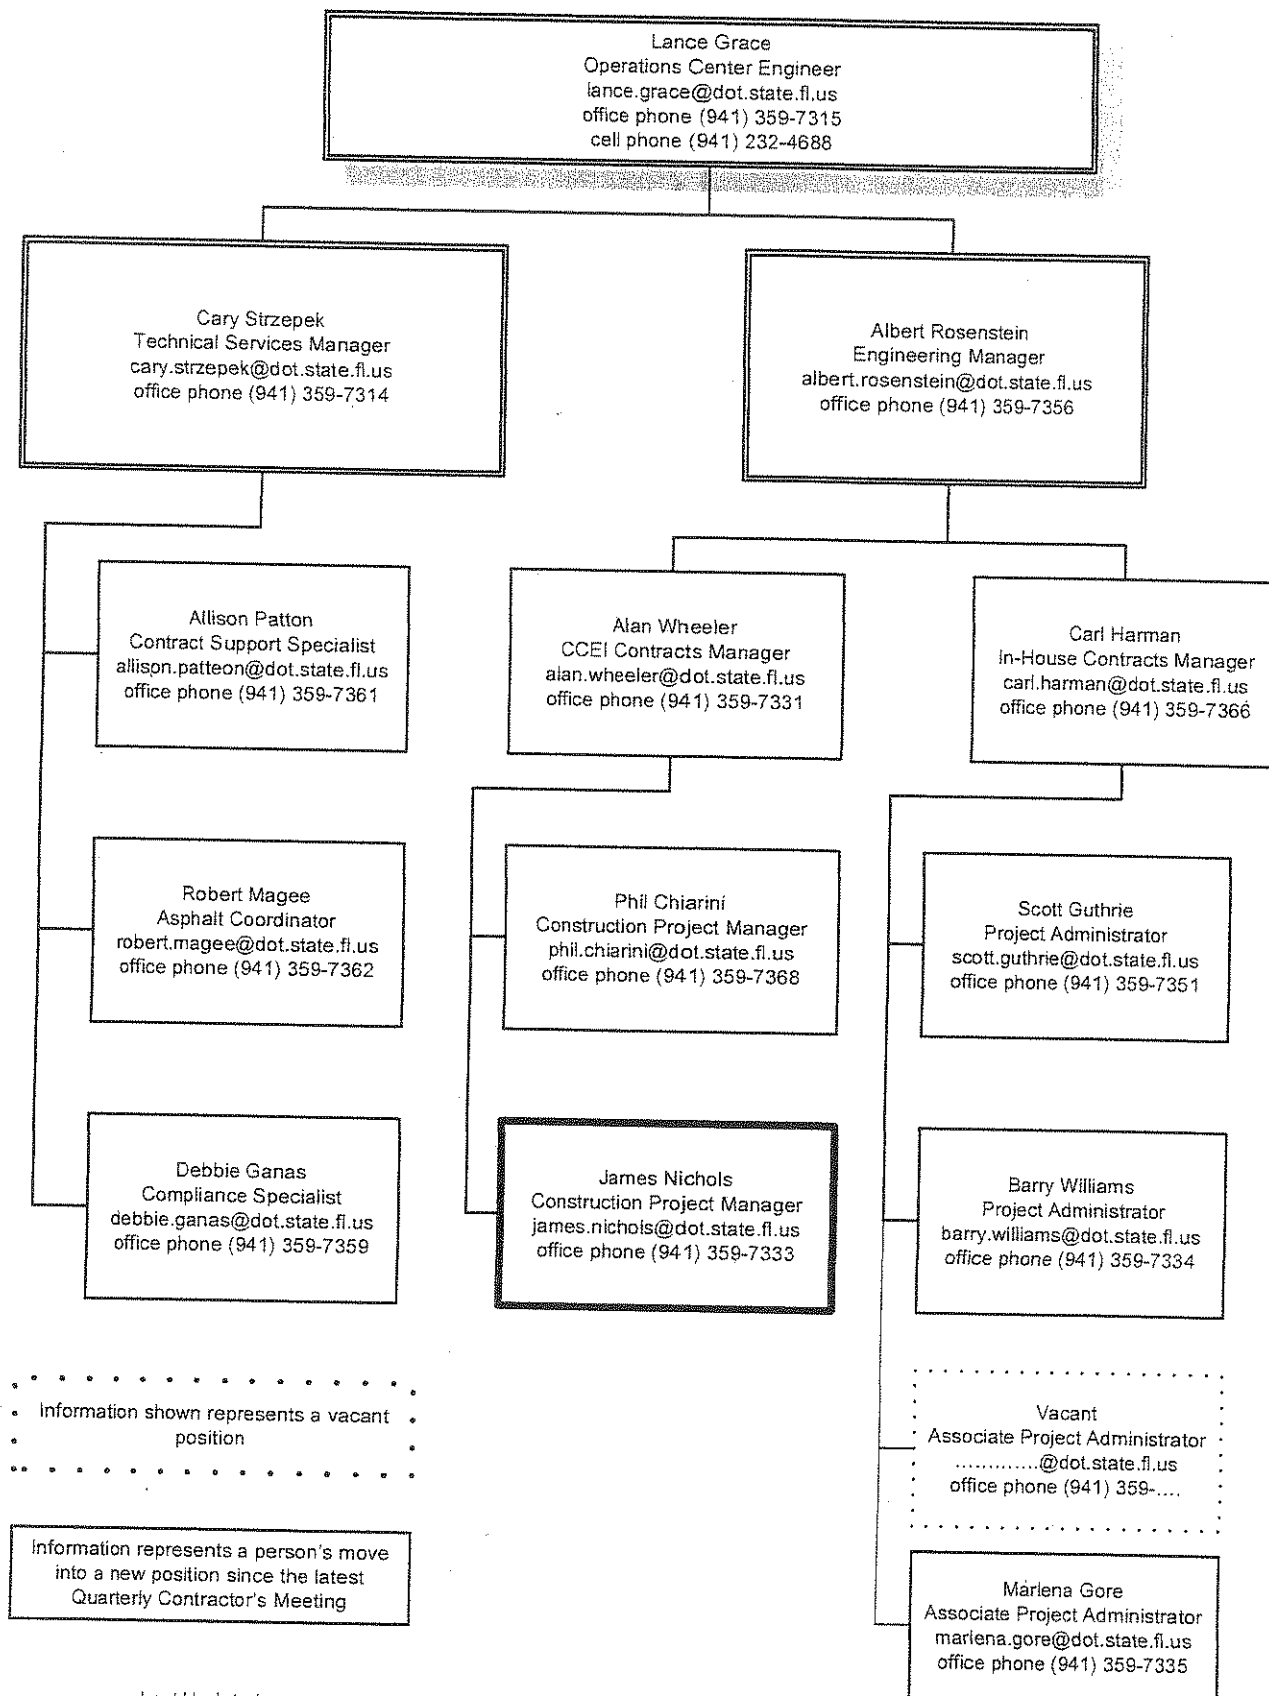 Lance Grace
Operations Center Engineer
lance.grace@dot.state.fl.us
office phone (941) 359-7315
cell phone (941) 232-4688
Cary Strzepek
Technical Services Manager
cary.strzepek@dot.state.fl.us
office phone (941) 359-7314
Albert Rosenstein
Engineering Manager
albert.rosenstein@dot.state.fl.us
office phone (941) 359-7356
Allison Patton
Contract Support Specialist
allison.patteon@dot.state.fl.us
office phone (941) 359-7361
Alan Wheeler
CCEI Contracts Manager
alan.wheeler@dot.state.fl.us
office phone (941) 359-7331
Carl Harman
In-House Contracts Manager
carl.harman@dot.state.fl.us
office phone (941) 359-7366
Robert Magee
Asphalt Coordinator
robert.magee@dot.state.fl.us
office phone (941) 359-7362
Phil Chiarini
Construction Project Manager
phil.chiarini@dot.state.fl.us
office phone (941) 359-7368
Scott Guthrie
Project Administrator
scott.guthrie@dot.state.fl.us
office phone (941) 359-7351
Debbie Ganas
Compliance Specialist
debbie.ganas@dot.state.fl.us
office phone (941) 359-7359
James Nichols
Construction Project Manager
james.nichols@dot.state.fl.us
office phone (941) 359-7333
Barry Williams
Project Administrator
barry.williams@dot.state.fl.us
office phone (941) 359-7334
Information shown represents a vacant
position
Vacant
Associate Project Administrator
.............@dot.state.fl.us
office phone (941) 359-....
Information represents a person's move
into a new position since the latest
Quarterly Contractor's Meeting
Marlena Gore
Associate Project Administrator
marlena.gore@dot.state.fl.us
office phone (941) 359-7335